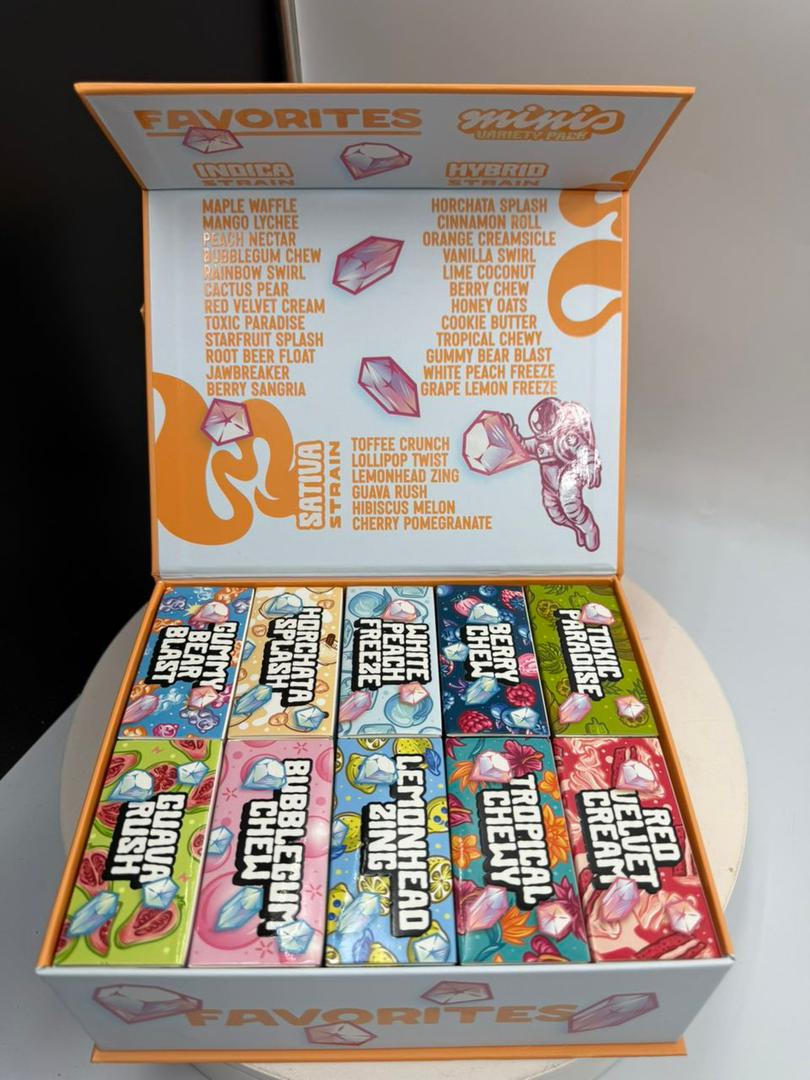 FAVORITES
minis
VARIETY PACK
INDICA
STRAIN
MAPLE WAFFLE
MANGO LYCHEE
PEACH NECTAR
BUBBLEGUM CHEW
RAINBOW SWIRL
CACTUS PEAR
RED VELVET CREAM
TOXIC PARADISE
STARFRUIT SPLASH
ROOT BEER FLOAT
JAWBREAKER
BERRY SANGRIA
HYBRID
STRAIN
HORCHATA SPLASH
CINNAMON ROLL
ORANGE CREAMSICLE
VANILLA SWIRL
LIME COCONUT
BERRY CHEW
HONEY OATS
COOKIE BUTTER
TROPICAL CHEWY
GUMMY BEAR BLAST
WHITE PEACH FREEZE
GRAPE LEMON FREEZE
SATIVA
STRAIN
TOFFEE CRUNCH
LOLLIPOP TWIST
LEMONHEAD ZING
GUAVA RUSH
HIBISCUS MELON
CHERRY POMEGRANATE
GUMMY
BEAR
BLAST
HORCHATA
SPLASH
WHITE
PEACH
FREEZE
BERRY
CHEW
TOXIC
PARADISE
GUAVA
RUSH
BUBBLEGUM
CHEW
LEMONHEAD
ZING
TROPICAL
CHEWY
RED
VELVET
CREAM
FAVORITES